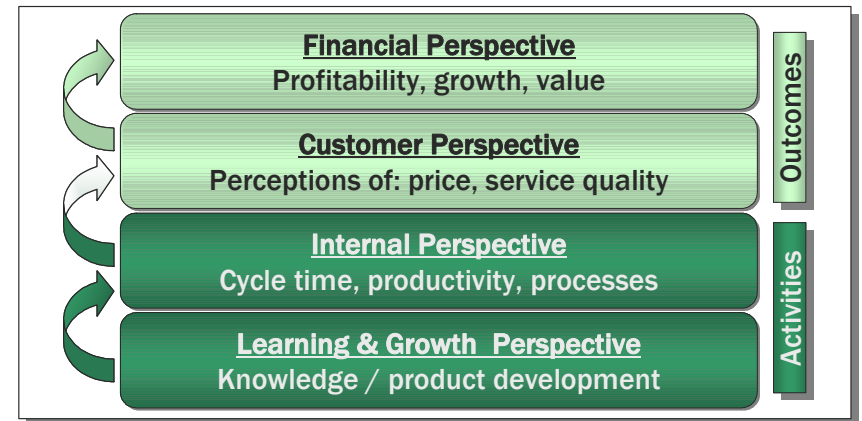 Financial Perspective
Profitability, growth, value
Customer Perspective
Perceptions of: price, service quality
Internal Perspective
Cycle time, productivity, processes
Learning & Growth  Perspective
Knowledge / product development
Outcomes
Activities